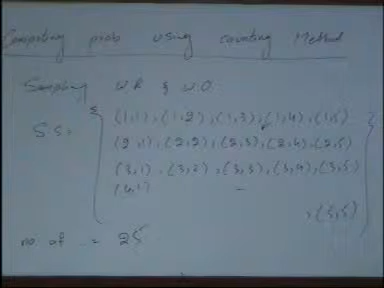 Computing prob using counting Method
Sampling W.R & W.O.
S.S = { (1,1), (1,2), (1,3), (1,4), (1,5)
(2,1), (2,2), (2,3), (2,4), (2,5)
(3,1), (3,2), (3,3), (3,4), (3,5)
(4,1) -
, (5,5) }
no of .. = 25